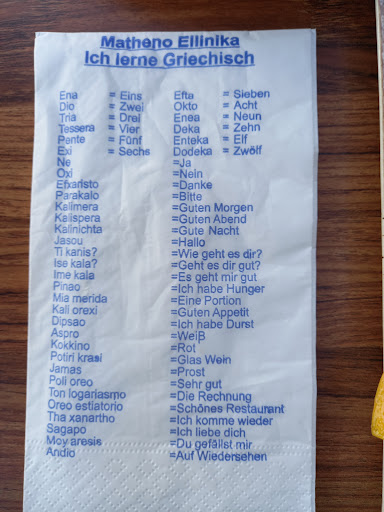 Matheno Ellinika
Ich lerne Griechisch
Ena = Eins Efta = Sieben
Dio = Zwei Okto = Acht
Tria = Drei Enea = Neun
Tessera = Vier Deka = Zehn
Pente = Fünf Enteka = Elf
Exi = Sechs Dodeka = Zwölf
Ne =Ja
Oxi =Nein
Efxaristo =Danke
Parakalo =Bitte
Kalimera =Guten Morgen
Kalispera =Guten Abend
Kalinichta =Gute Nacht
Jasou =Hallo
Ti kanis? =Wie geht es dir?
Ise kala? =Geht es dir gut?
Ime kala =Es geht mir gut
Pinao =Ich habe Hunger
Mia merida =Eine Portion
Kali orexi =Guten Appetit
Dipsao =Ich habe Durst
Aspro =Weiß
Kokkino =Rot
Potiri krasi =Glas Wein
Jamas =Prost
Poli oreo =Sehr gut
Ton logariasmo =Die Rechnung
Oreo estiatorio =Schönes Restaurant
Tha xanartho =Ich komme wieder
Sagapo =Ich liebe dich
Moy aresis =Du gefällst mir
Andio =Auf Wiedersehen